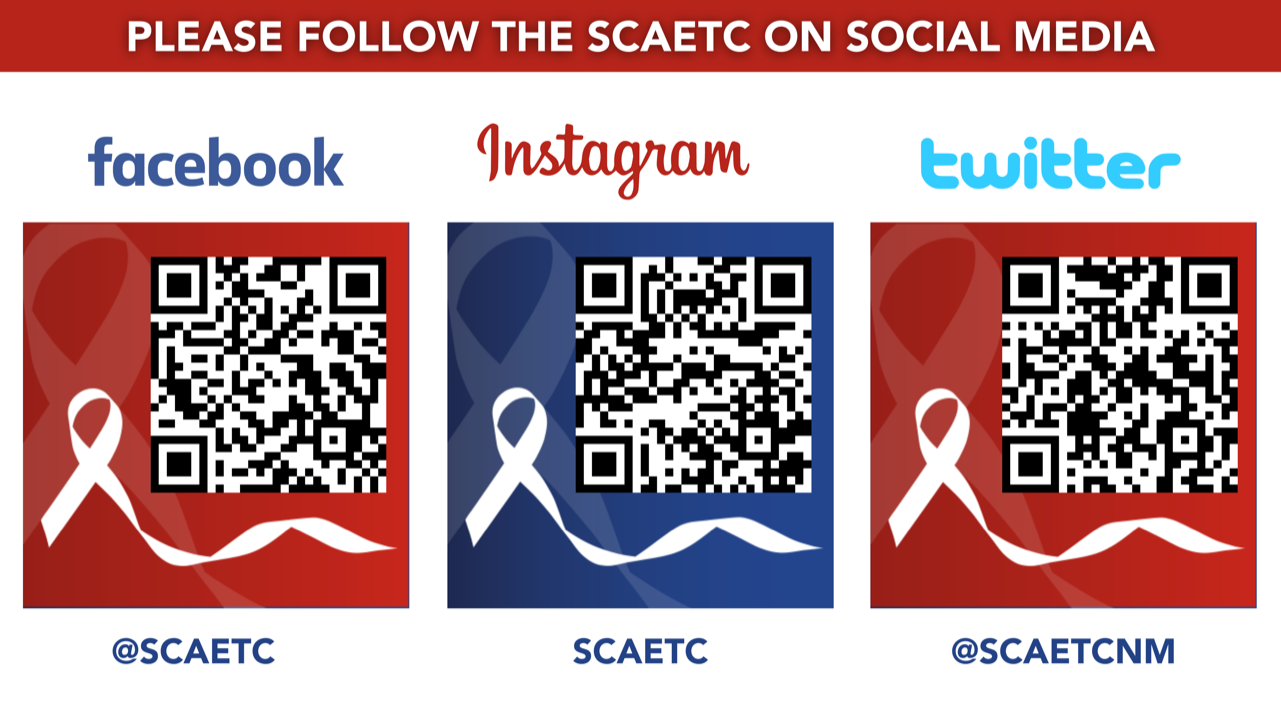 PLEASE FOLLOW THE SCAETC ON SOCIAL MEDIA
facebook
Instagram
twitter
@SCAETC
SCAETC
@SCAETCNM